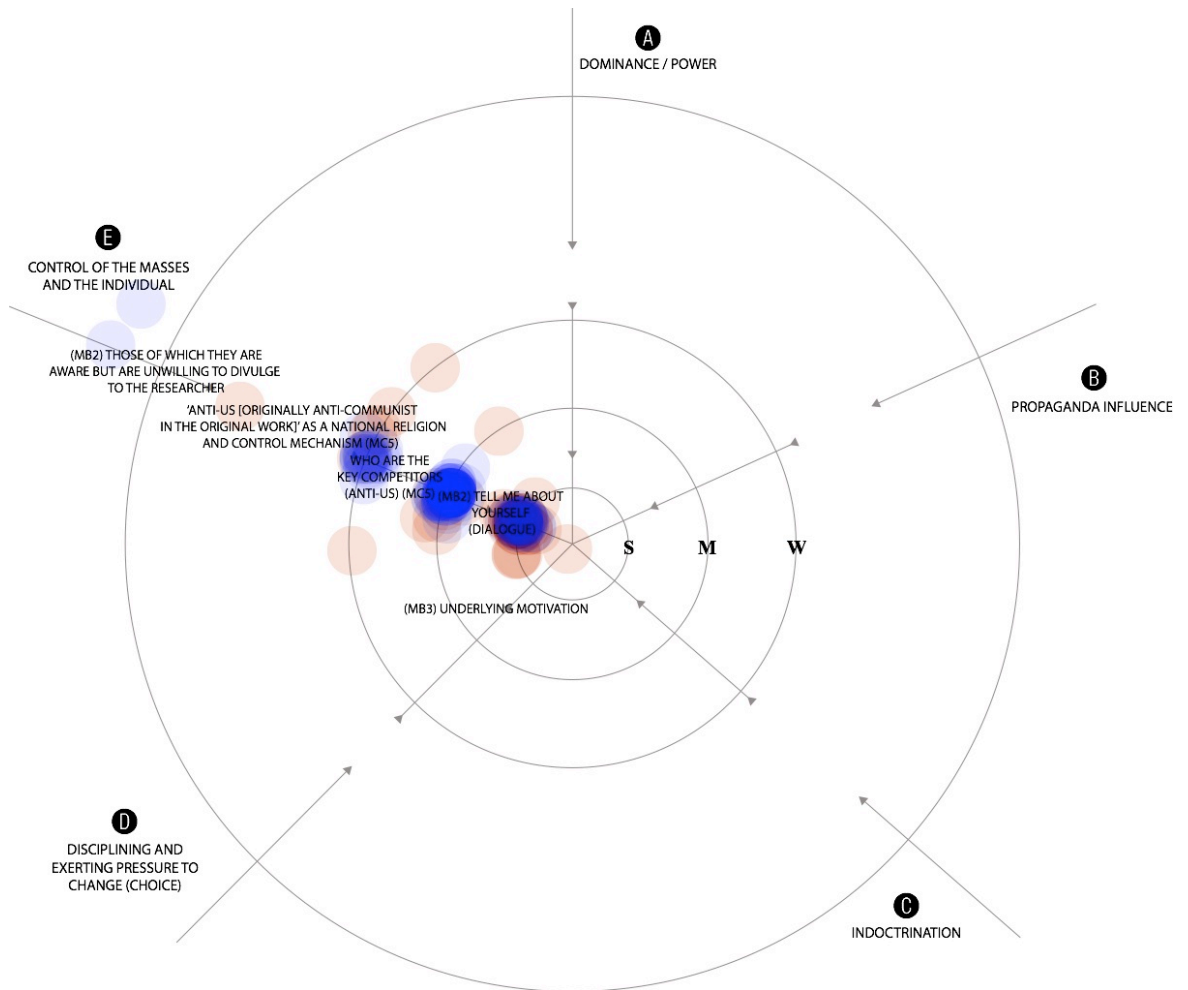 A
DOMINANCE / POWER
E
CONTROL OF THE MASSES
AND THE INDIVIDUAL
(MB2) THOSE OF WHICH THEY ARE
AWARE BUT ARE UNWILLING TO DIVULGE
TO THE RESEARCHER
B
PROPAGANDA INFLUENCE
'ANTI-US [ORIGINALLY ANTI-COMMUNIST
IN THE ORIGINAL WORK]' AS A NATIONAL RELIGION
AND CONTROL MECHANISM (MC5)
WHO ARE THE
KEY COMPETITORS
(ANTI-US) (MC5)
(MB2) TELL ME ABOUT
YOURSELF
(DIALOGUE)
S
M
W
(MB3) UNDERLYING MOTIVATION
D
DISCIPLINING AND
EXERTING PRESSURE TO
CHANGE (CHOICE)
C
INDOCTRINATION